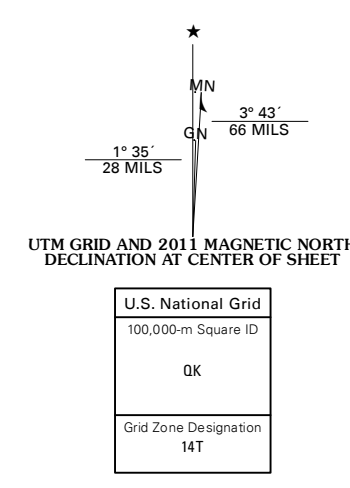 ★
MN
3° 43´
66 MILS
GN
1° 35´
28 MILS
UTM GRID AND 2011 MAGNETIC NORTH
DECLINATION AT CENTER OF SHEET
U.S. National Grid
100,000-m Square ID
QK
Grid Zone Designation
14T